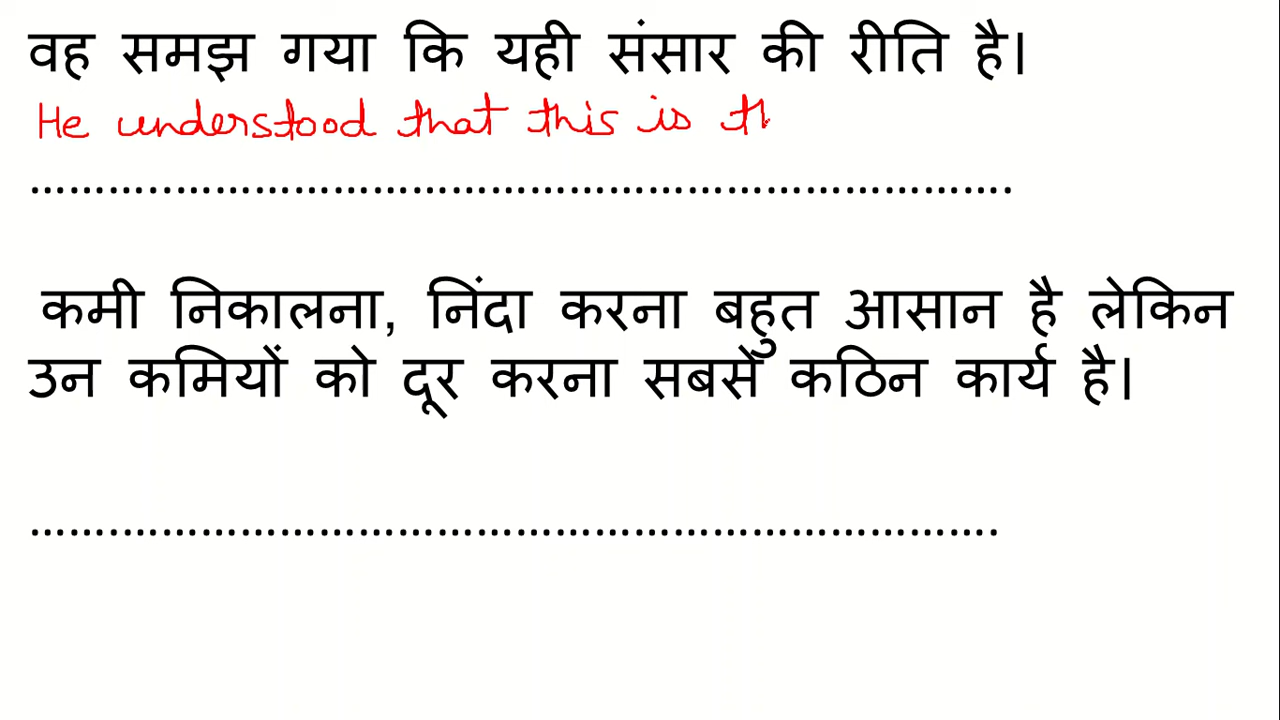 वह समझ गया कि यही संसार की रीति है।
He understood that this is th
……………………………………………………………………….
कमी निकालना, निंदा करना बहुत आसान है लेकिन
उन कमियों को दूर करना सबसे कठिन कार्य है।
……………………………………………………………………….